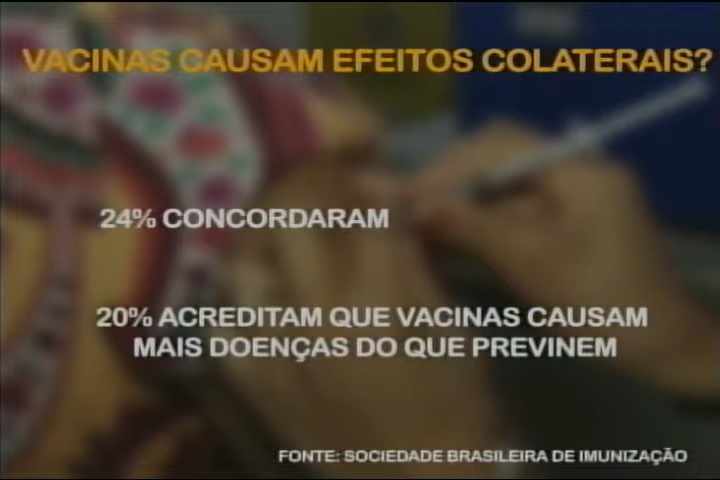 VACINAS CAUSAM EFEITOS COLATERAIS?
24% CONCORDARAM
20% ACREDITAM QUE VACINAS CAUSAM
MAIS DOENÇAS DO QUE PREVINEM
FONTE: SOCIEDADE BRASILEIRA DE IMUNIZAÇÃO